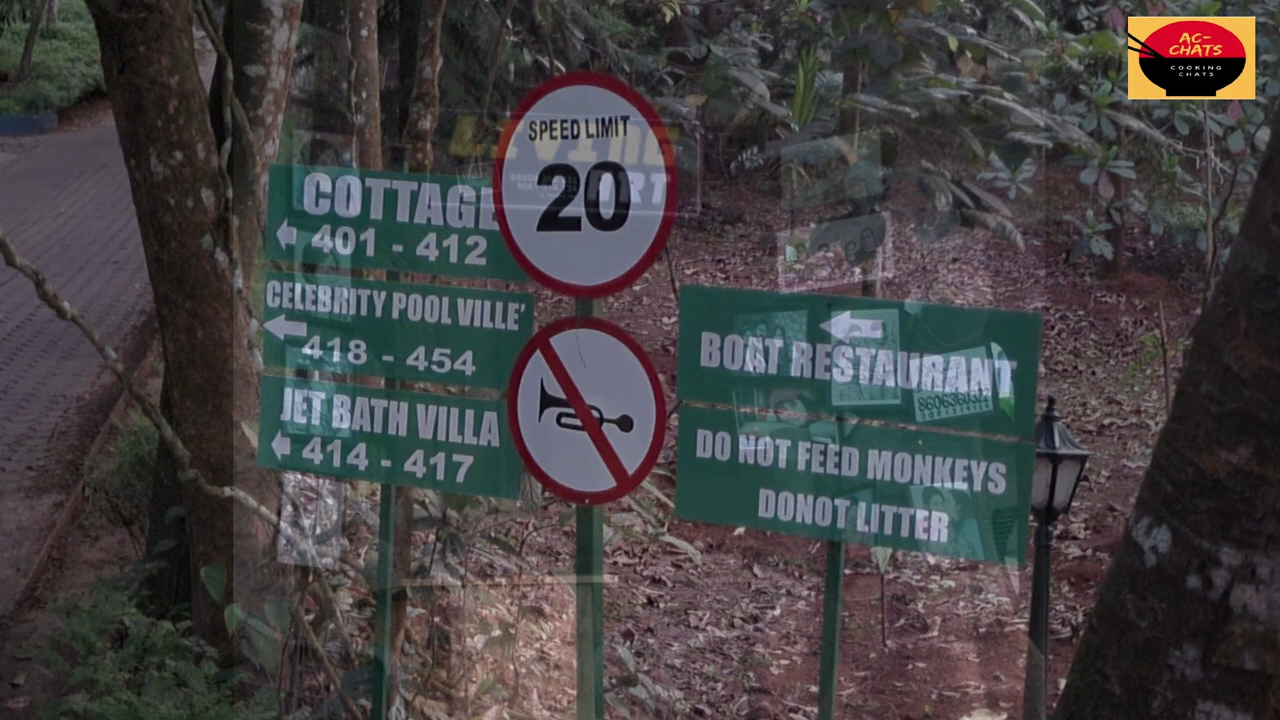 AC-
CHATS
COOKING
CHATS
SPEED LIMIT
20
COTTAGE
401 - 412
CELEBRITY POOL VILLE'
418 - 454
JET BATH VILLA
414 - 417
BOAT RESTAURANT
DO NOT FEED MONKEYS
DONOT LITTER